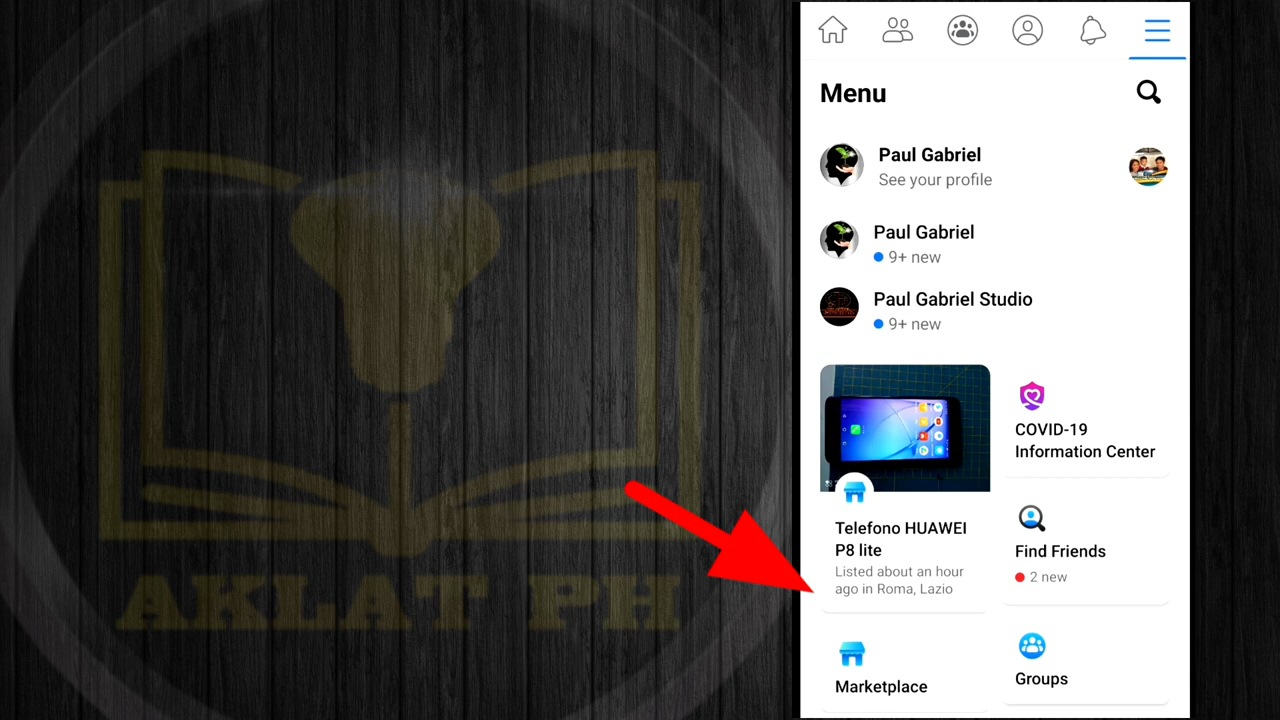 Menu
Paul Gabriel
See your profile
Paul Gabriel
9+ new
Paul Gabriel Studio
9+ new
COVID-19
Information Center
Telefono HUAWEI
P8 lite
Listed about an hour
ago in Roma, Lazio
Find Friends
2 new
Marketplace
Groups
AKLAT PH